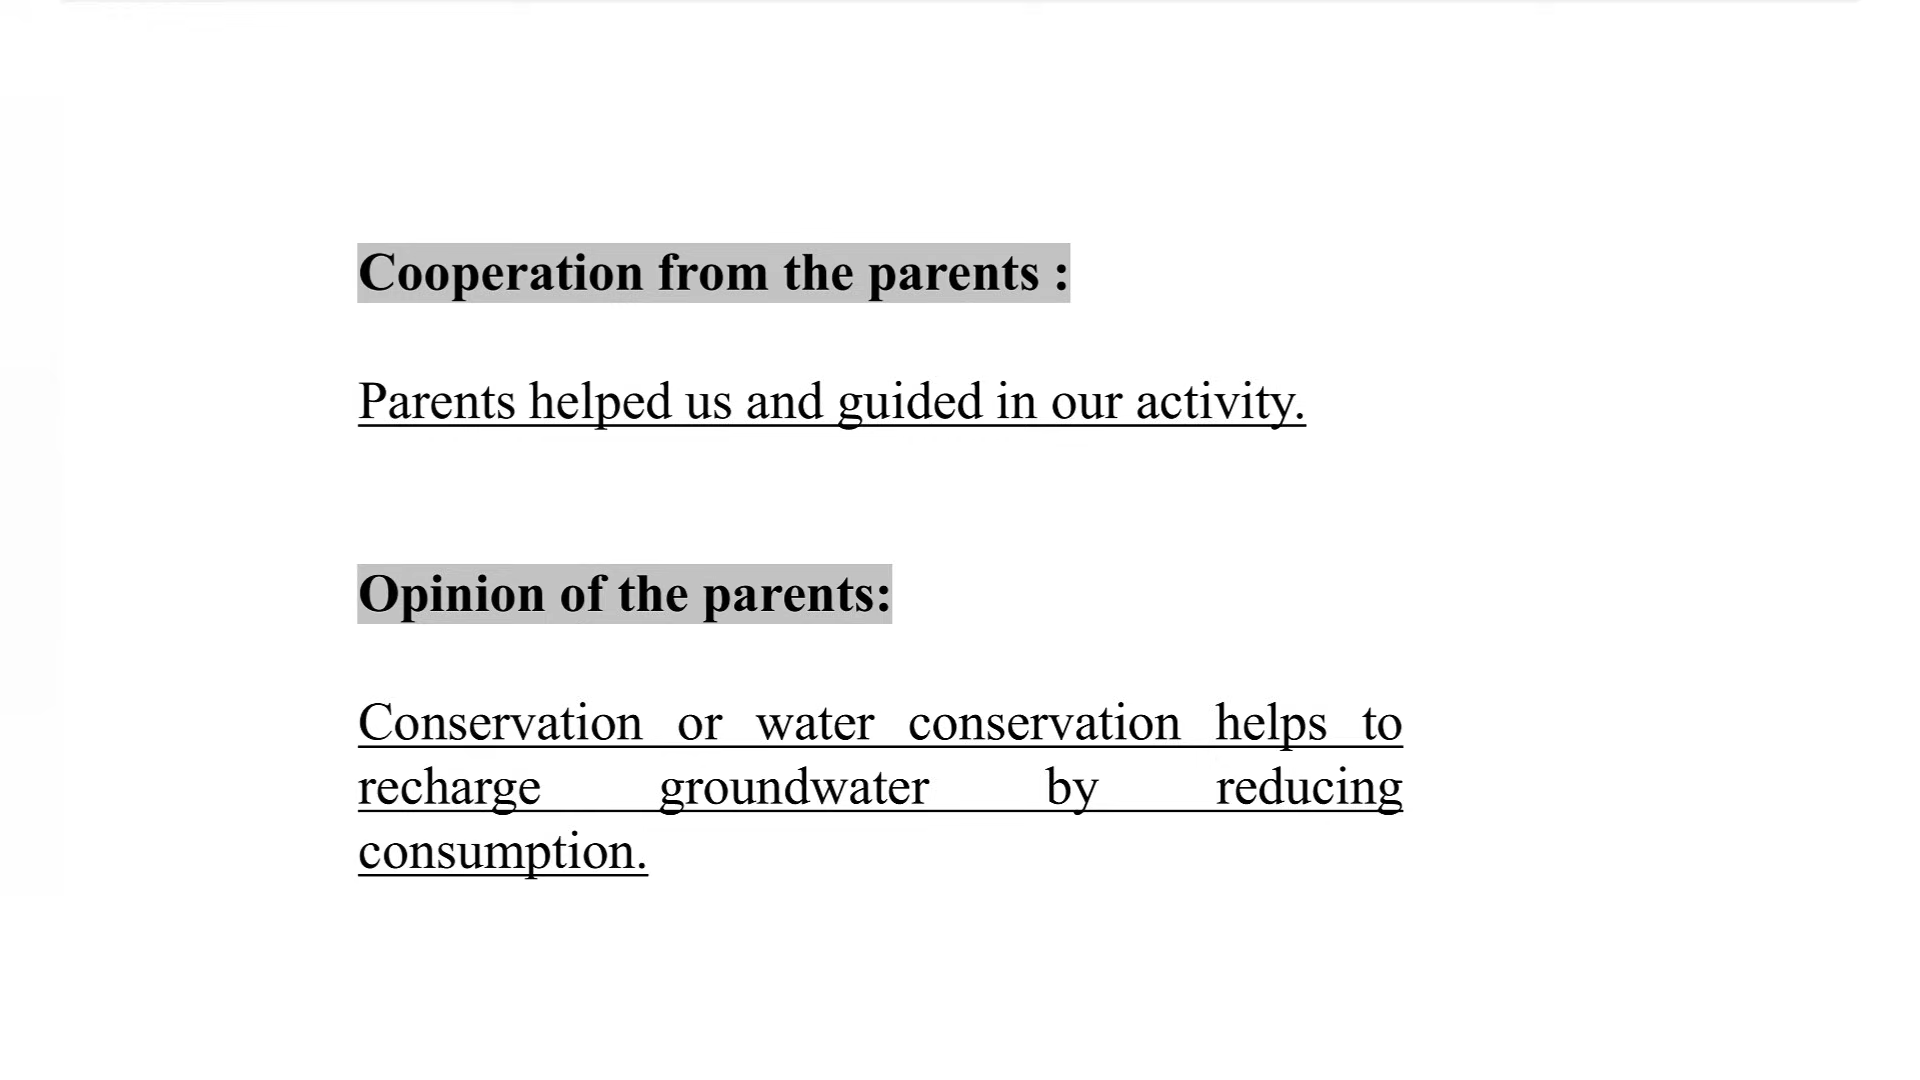 Cooperation from the parents :
Parents helped us and guided in our activity.
Opinion of the parents:
Conservation or water conservation helps to
recharge groundwater by reducing
consumption.